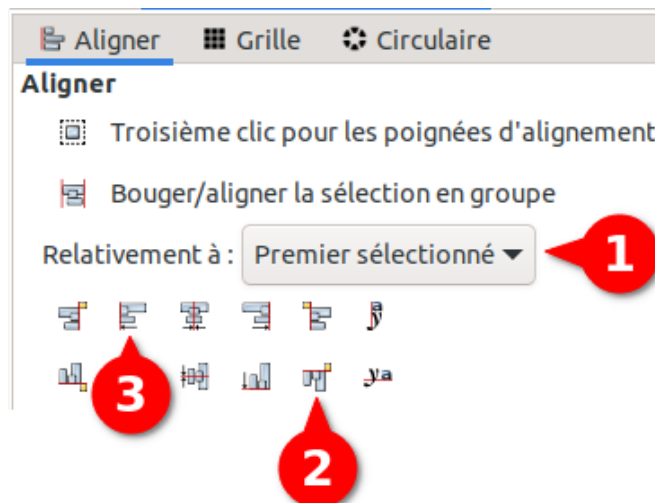 Aligner Grille Circulaire
Aligner
Troisième clic pour les poignées d'alignement
Bouger/aligner la sélection en groupe
Relativement à : Premier sélectionné
1
3
2